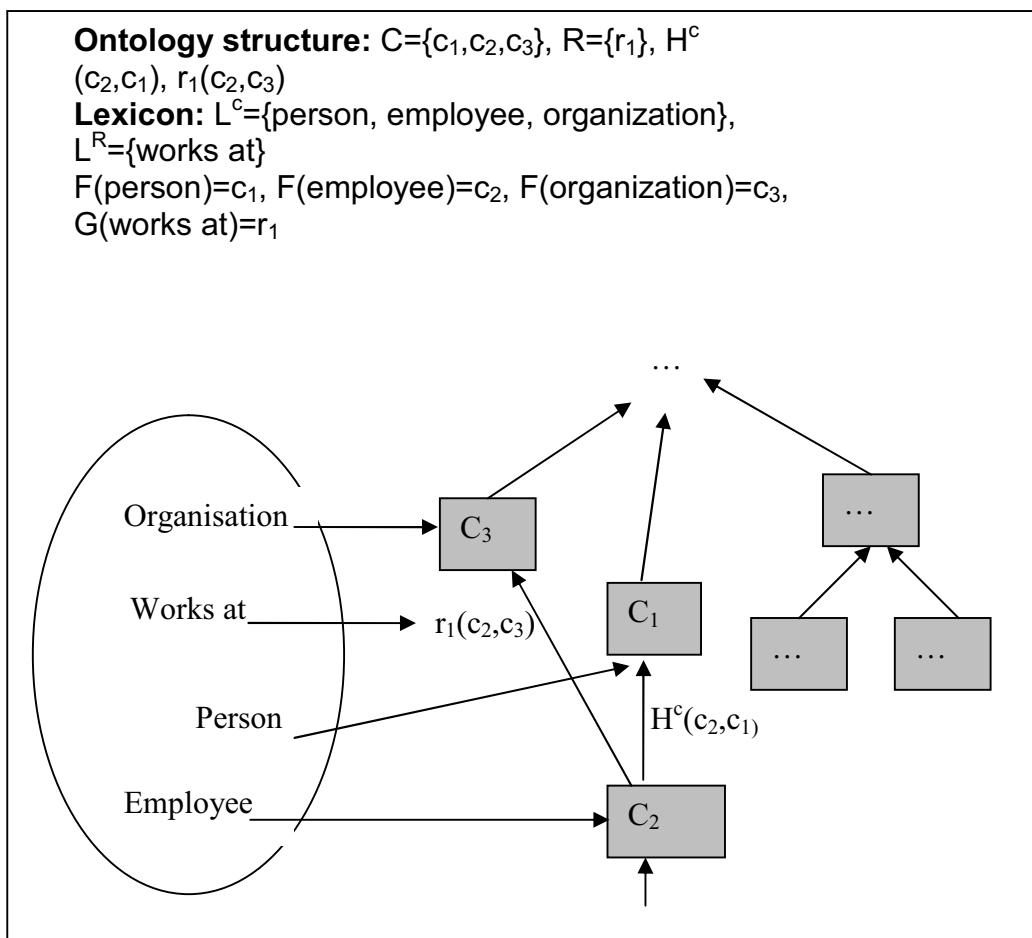 Ontology structure: C={c₁,c₂,c₃}, R={r₁}, Hᶜ
(c₂,c₁), r₁(c₂,c₃)
Lexicon: Lᶜ={person, employee, organization},
Lᴿ={works at}
F(person)=c₁, F(employee)=c₂, F(organization)=c₃,
G(works at)=r₁
…
Organisation
C₃
…
Works at
r₁(c₂,c₃)
C₁
…
…
Person
Hᶜ(c₂,c₁)
Employee
C₂